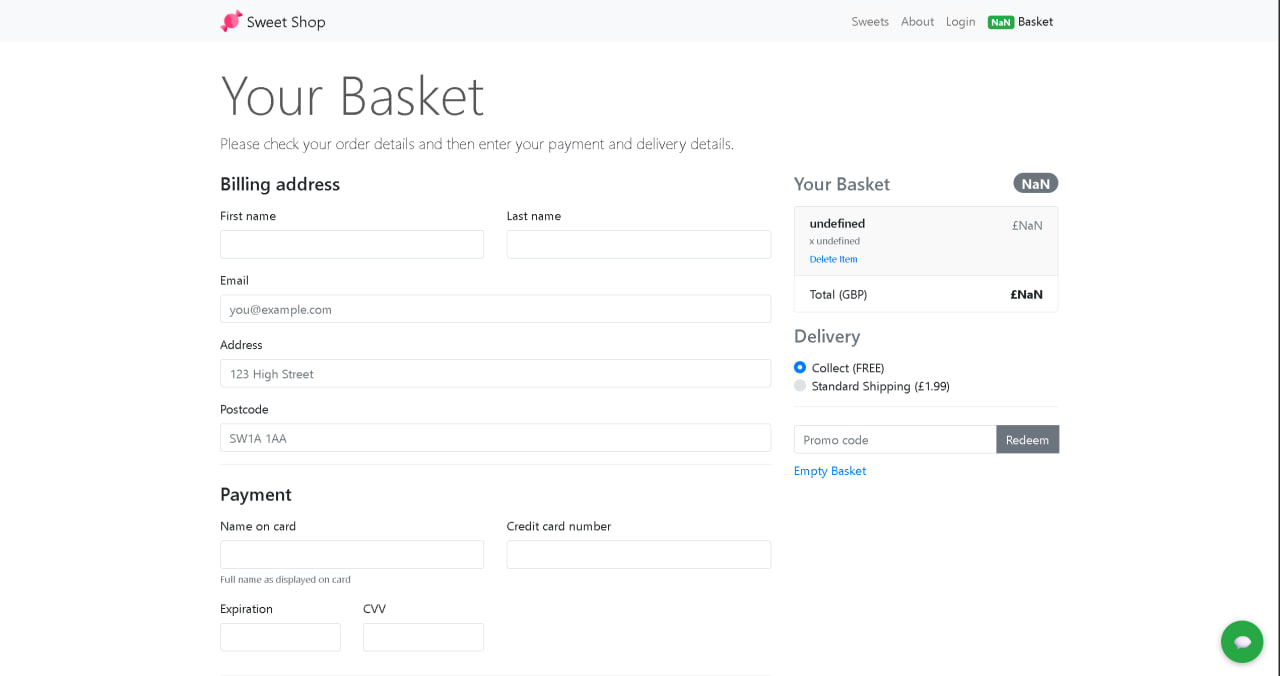 Sweet Shop
Sweets
About
Login
NaN Basket
Your Basket
Please check your order details and then enter your payment and delivery details.
Billing address
First name
Last name
Email
you@example.com
Address
123 High Street
Postcode
SW1A 1AA
Payment
Name on card
Credit card number
Full name as displayed on card
Expiration
CVV
Your Basket
NaN
undefined
£NaN
x undefined
Delete Item
Total (GBP)
£NaN
Delivery
Collect (FREE)
Standard Shipping (£1.99)
Promo code
Redeem
Empty Basket